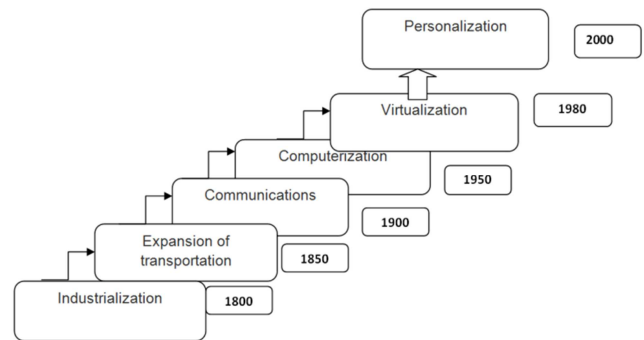 Personalization
2000
Virtualization
1980
Computerization
1950
Communications
1900
Expansion of
transportation
1850
Industrialization
1800